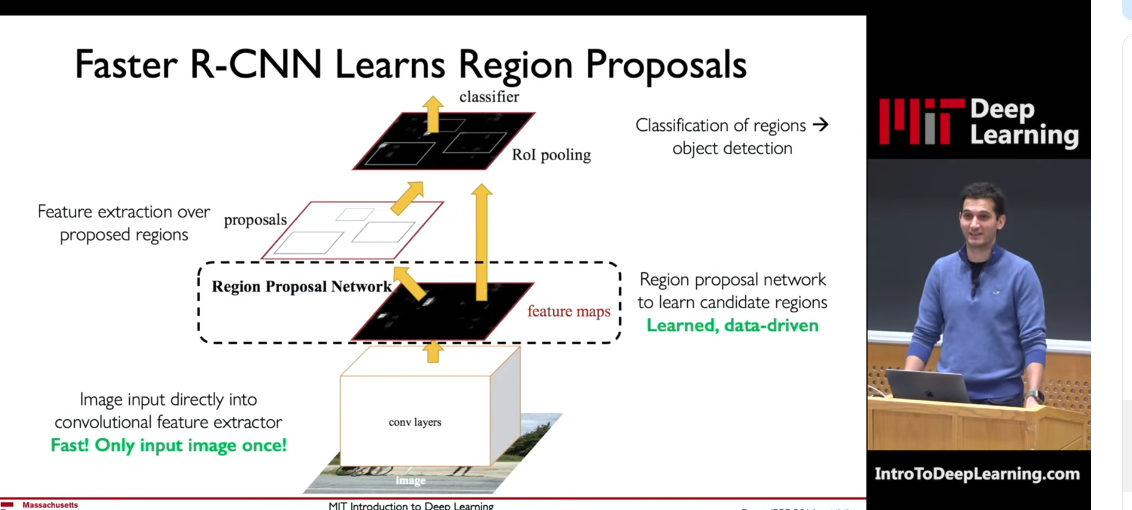 Faster R-CNN Learns Region Proposals
classifier
Classification of regions →
object detection
RoI pooling
Feature extraction over
proposed regions
proposals
Region Proposal Network
feature maps
Region proposal network
to learn candidate regions
Learned, data-driven
Image input directly into
convolutional feature extractor
Fast! Only input image once!
conv layers
image
Massachusetts
MIT Introduction to Deep Learning
MIT Deep
Learning
IntroToDeepLearning.com